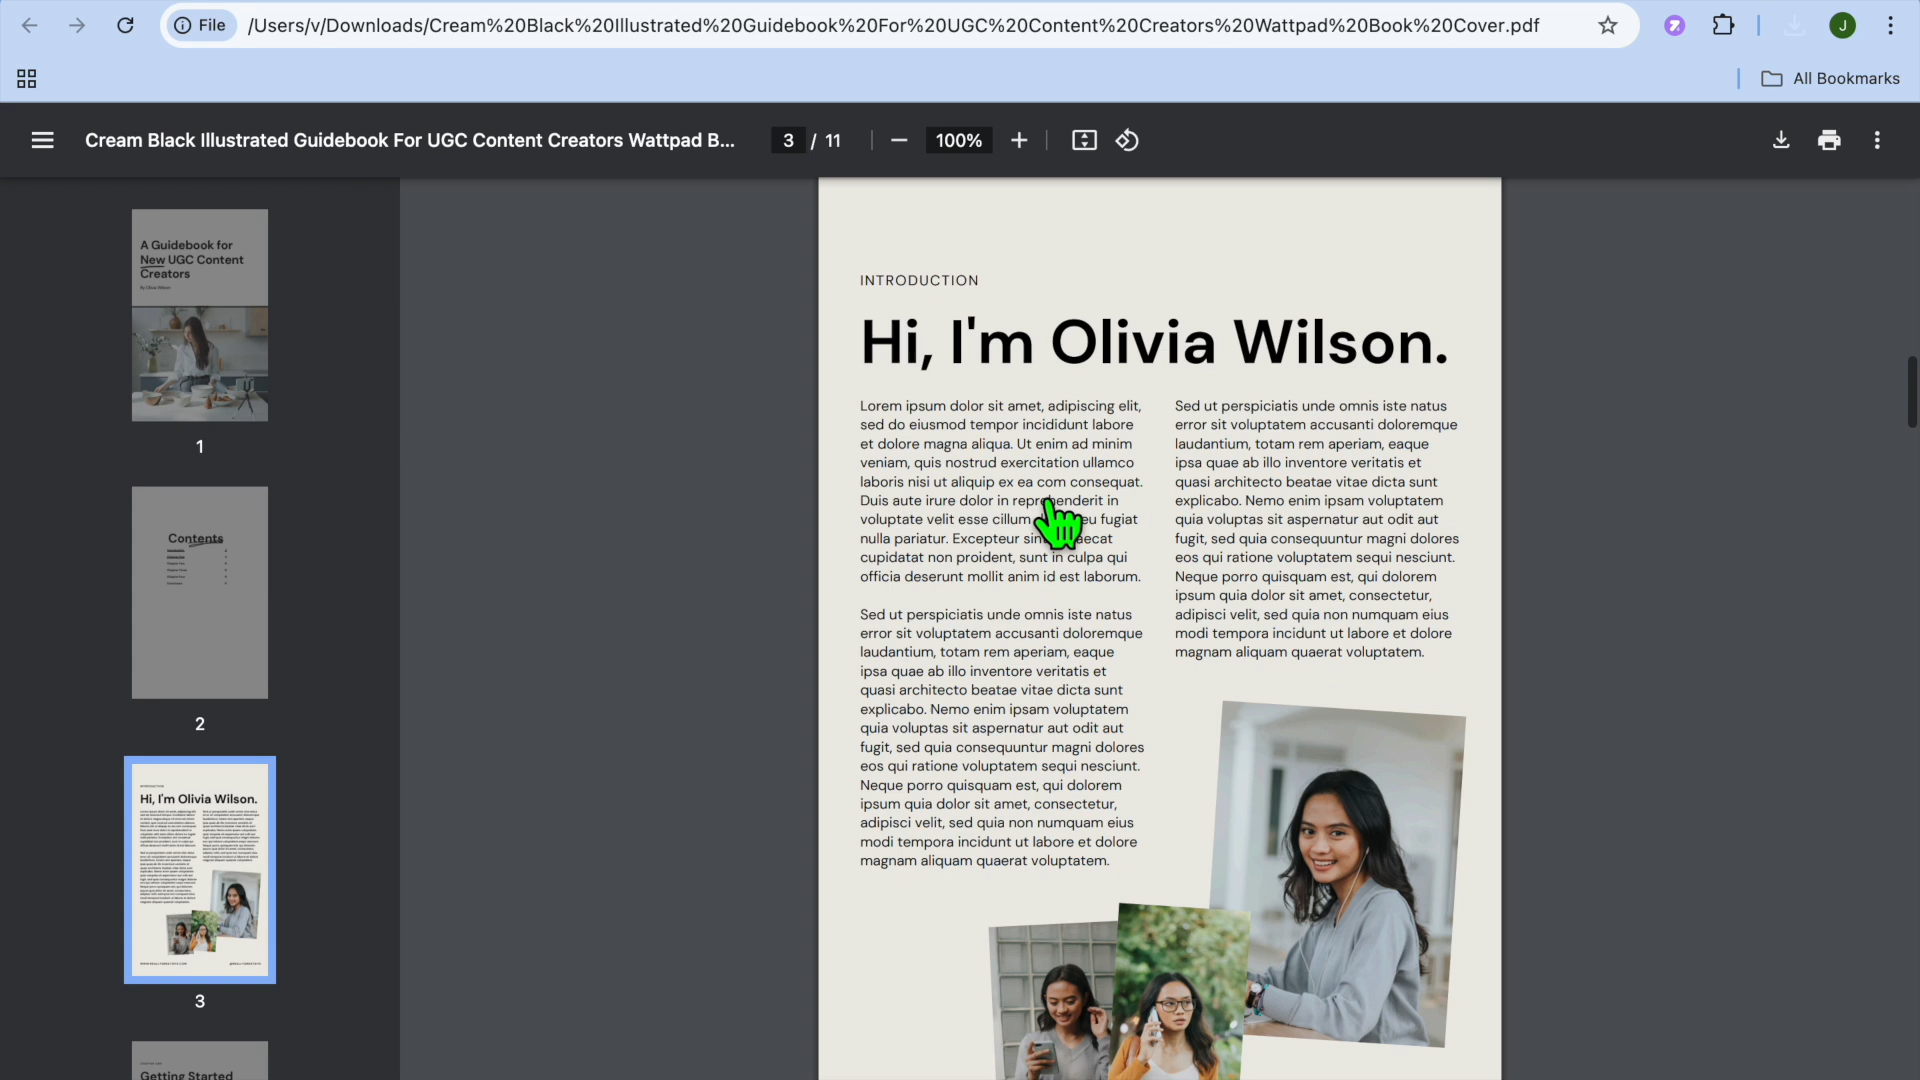 File
/Users/v/Downloads/Cream%20Black%20Illustrated%20Guidebook%20For%20UGC%20Content%20Creators%20Wattpad%20Book%20Cover.pdf
J
All Bookmarks
Cream Black Illustrated Guidebook For UGC Content Creators Wattpad B...
3 / 11
100%
A Guidebook for
New UGC Content
Creators
By Olivia Wilson
1
Contents
2
INTRODUCTION
Hi, I'm Olivia Wilson.
3
Getting Started
INTRODUCTION
Hi, I'm Olivia Wilson.
Lorem ipsum dolor sit amet, adipiscing elit,
sed do eiusmod tempor incididunt labore
et dolore magna aliqua. Ut enim ad minim
veniam, quis nostrud exercitation ullamco
laboris nisi ut aliquip ex ea com consequat.
Duis aute irure dolor in reprehenderit in
voluptate velit esse cillum eu fugiat
nulla pariatur. Excepteur
cupidatat non proident, sunt in culpa qui
officia deserunt mollit anim id est laborum.
Sed ut perspiciatis unde omnis iste natus
error sit voluptatem accusanti doloremque
laudantium, totam rem aperiam, eaque
ipsa quae ab illo inventore veritatis et
quasi architecto beatae vitae dicta sunt
explicabo. Nemo enim ipsam voluptatem
quia voluptas sit aspernatur aut odit aut
fugit, sed quia consequuntur magni dolores
eos qui ratione voluptatem sequi nesciunt.
Neque porro quisquam est, qui dolorem
ipsum quia dolor sit amet, consectetur,
adipisci velit, sed quia non numquam eius
modi tempora incidunt ut labore et dolore
magnam aliquam quaerat voluptatem.
Sed ut perspiciatis unde omnis iste natus
error sit voluptatem accusanti doloremque
laudantium, totam rem aperiam, eaque
ipsa quae ab illo inventore veritatis et
quasi architecto beatae vitae dicta sunt
explicabo. Nemo enim ipsam voluptatem
quia voluptas sit aspernatur aut odit aut
fugit, sed quia consequuntur magni dolores
eos qui ratione voluptatem sequi nesciunt.
Neque porro quisquam est, qui dolorem
ipsum quia dolor sit amet, consectetur,
adipisci velit, sed quia non numquam eius
modi tempora incidunt ut labore et dolore
magnam aliquam quaerat voluptatem.